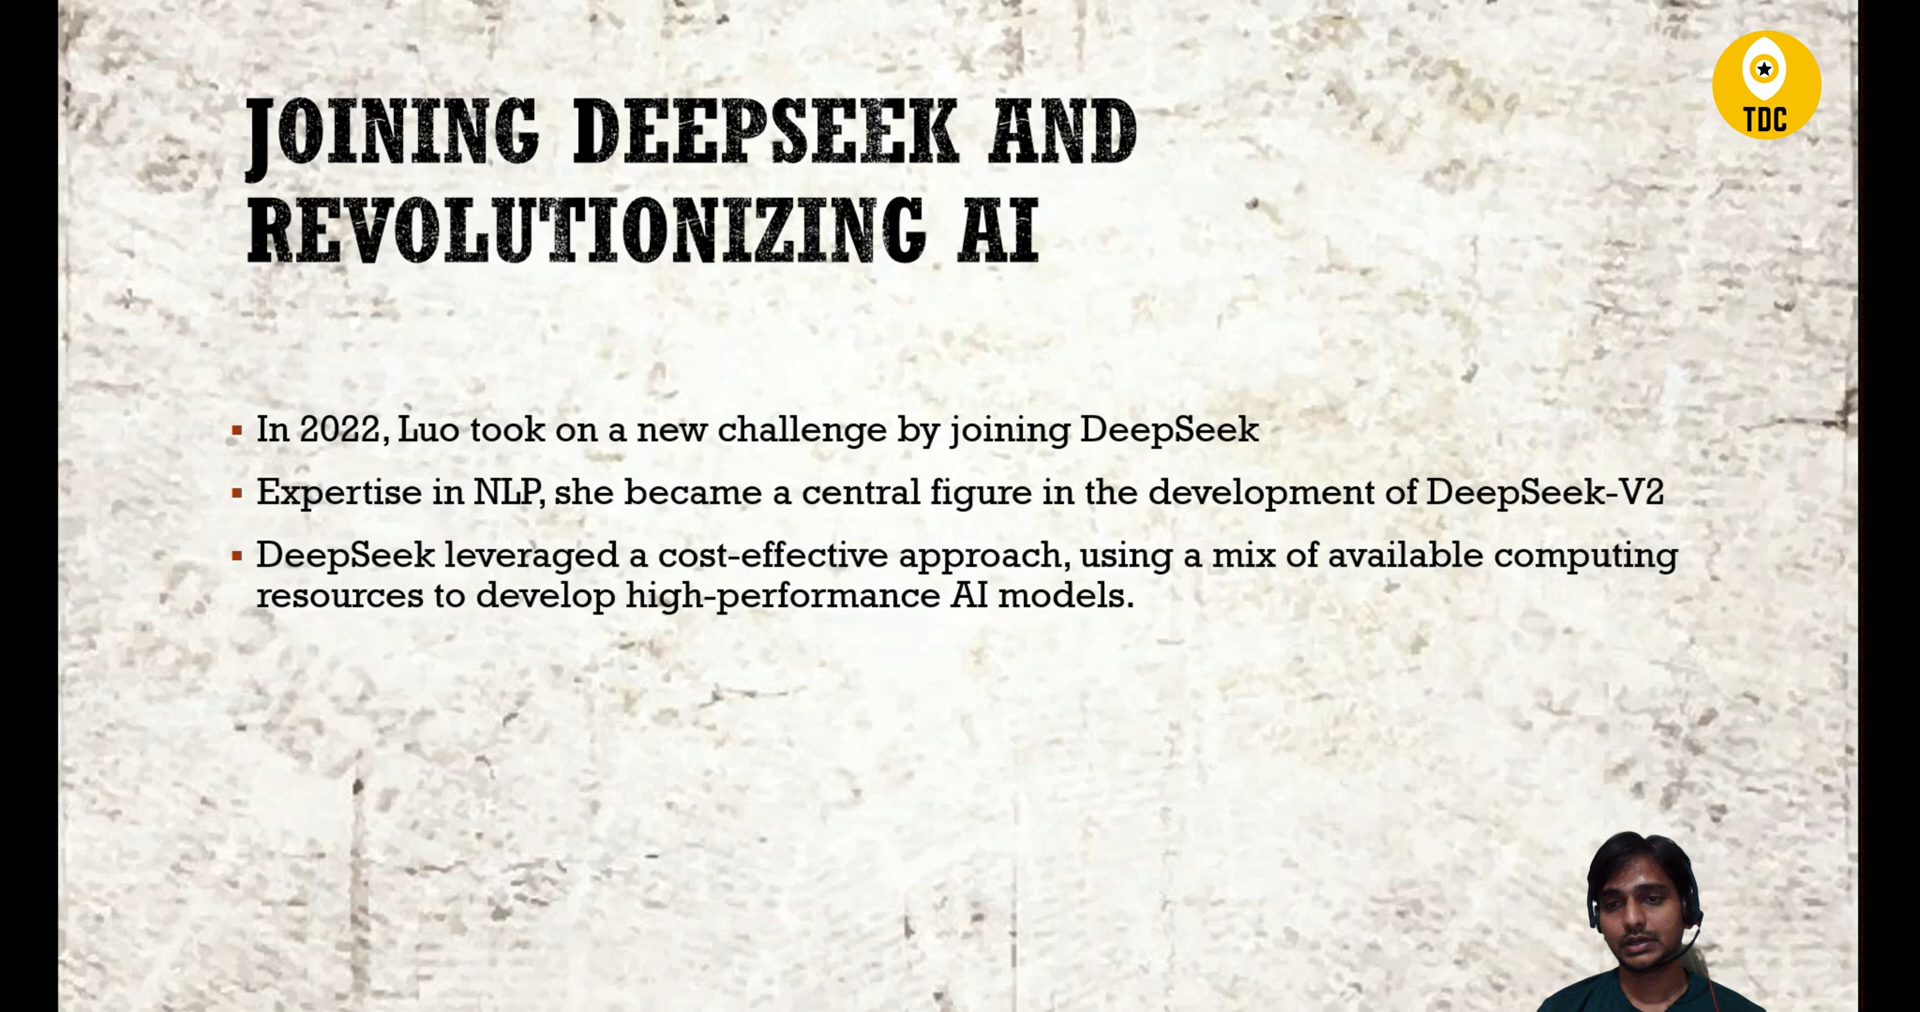 JOINING DEEPSEEK AND
REVOLUTIONIZING AI
TDC
▪ In 2022, Luo took on a new challenge by joining DeepSeek
▪ Expertise in NLP, she became a central figure in the development of DeepSeek-V2
▪ DeepSeek leveraged a cost-effective approach, using a mix of available computing
resources to develop high-performance AI models.